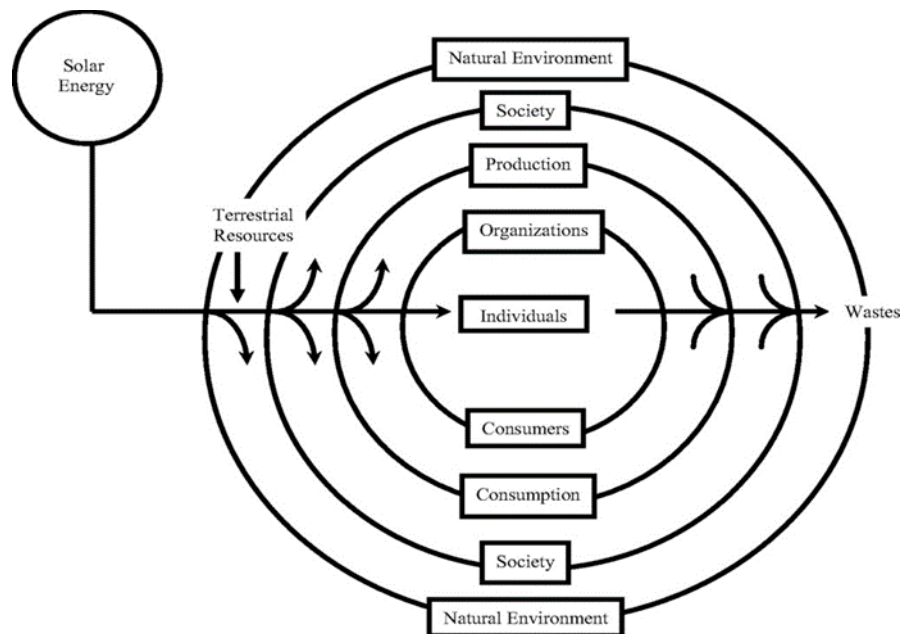 Solar
Energy
Natural Environment
Society
Production
Terrestrial
Resources
Organizations
Individuals
Wastes
Consumers
Consumption
Society
Natural Environment